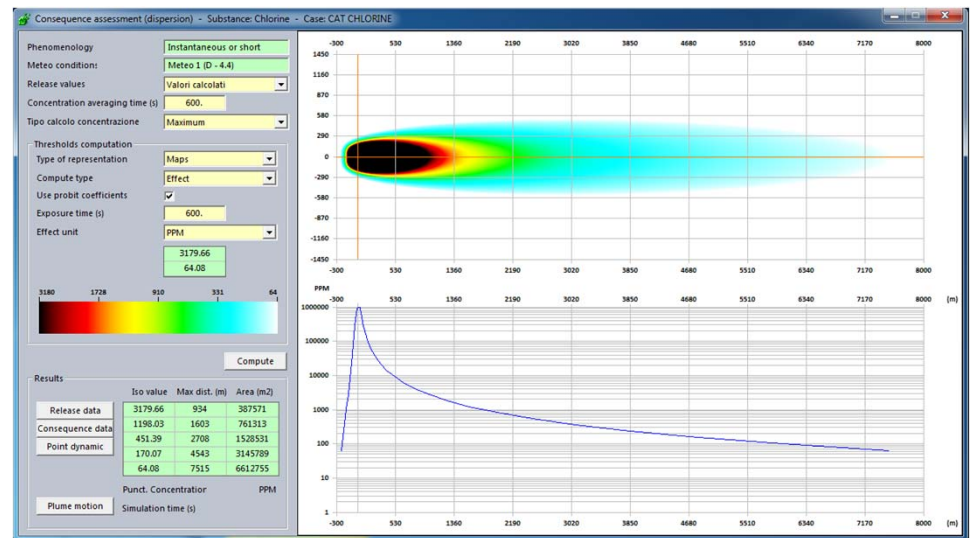 Consequence assessment (dispersion) - Substance: Chlorine - Case: CAT CHLORINE
Phenomenology Instantaneous or short
Meteo conditions Meteo 1 (D - 4.4)
Release values Valori calcolati
Concentration averaging time (s) 600.
Tipo calcolo concentrazione Maximum
Thresholds computation
Type of representation Maps
Compute type Effect
Use probit coefficients
Exposure time (s) 600.
Effect unit PPM
3179.66
64.08
3180 1728 910 331 64
Compute
Results
Iso value Max dist. (m) Area (m2)
Release data 3179.66 934 387571
Consequence data 1198.03 1603 761313
Point dynamic 451.39 2708 1528531
170.07 4543 3145789
64.08 7515 6612755
Punct. Concentration PPM
Plume motion Simulation time (s)
-300 530 1360 2190 3020 3850 4680 5510 6340 7170 8000
1450
1160
870
580
290
0
-290
-580
-870
-1160
-1450
-300 530 1360 2190 3020 3850 4680 5510 6340 7170 8000
PPM
-300 530 1360 2190 3020 3850 4680 5510 6340 7170 8000 (m)
1000000
100000
10000
1000
100
10
1
-300 530 1360 2190 3020 3850 4680 5510 6340 7170 8000 (m)